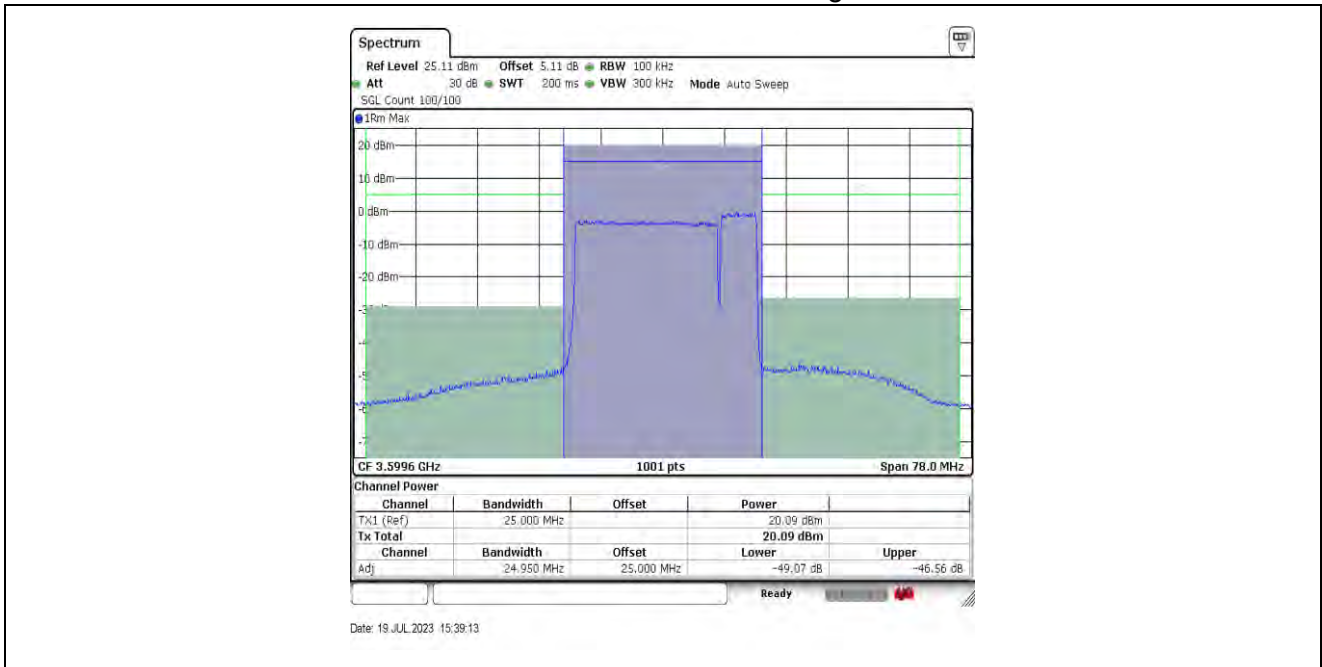 Spectrum
Ref Level 25.11 dBm Offset 5.11 dB RBW 100 kHz
Att 30 dB SWT 200 ms VBW 300 kHz Mode Auto Sweep
SGL Count 100/100
1Rm Max
20 dBm
10 dBm
0 dBm
-10 dBm
-20 dBm
CF 3.5996 GHz 1001 pts Span 78.0 MHz
Channel Power
Channel Bandwidth Offset Power
TX1 (Ref) 25.000 MHz 20.09 dBm
Tx Total 20.09 dBm
Channel Bandwidth Offset Lower Upper
Adj 24.950 MHz 25.000 MHz -49.07 dB -46.56 dB
Ready
Date: 19.JUL.2023 15:39:13